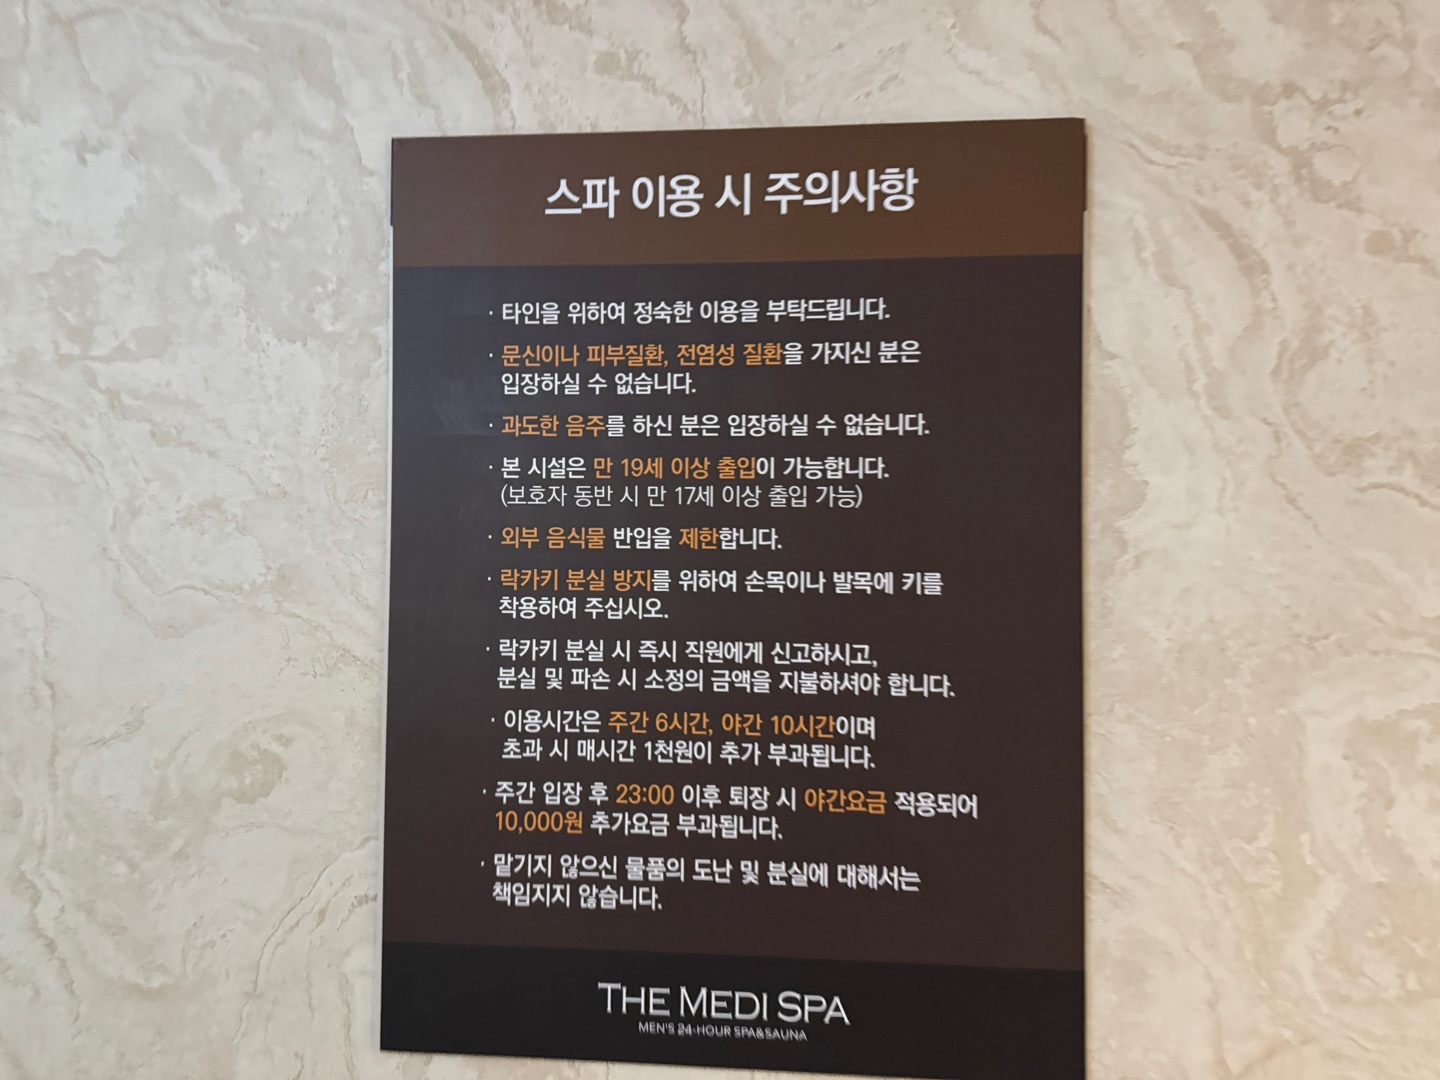 스파 이용 시 주의사항
· 타인을 위하여 정숙한 이용을 부탁드립니다.
· 문신이나 피부질환, 전염성 질환을 가지신 분은
입장하실 수 없습니다.
· 과도한 음주를 하신 분은 입장하실 수 없습니다.
· 본 시설은 만 19세 이상 출입이 가능합니다.
(보호자 동반 시 만 17세 이상 출입 가능)
· 외부 음식물 반입을 제한합니다.
· 락카키 분실 방지를 위하여 손목이나 발목에 키를
착용하여 주십시오.
· 락카키 분실 시 즉시 직원에게 신고하시고,
분실 및 파손 시 소정의 금액을 지불하셔야 합니다.
· 이용시간은 주간 6시간, 야간 10시간이며
초과 시 매시간 1천원이 추가 부과됩니다.
· 주간 입장 후 23:00 이후 퇴장 시 야간요금 적용되어
10,000원 추가요금 부과됩니다.
· 맡기지 않으신 물품의 도난 및 분실에 대해서는
책임지지 않습니다.
THE MEDI SPA
MEN'S 24-HOUR SPA&SAUNA